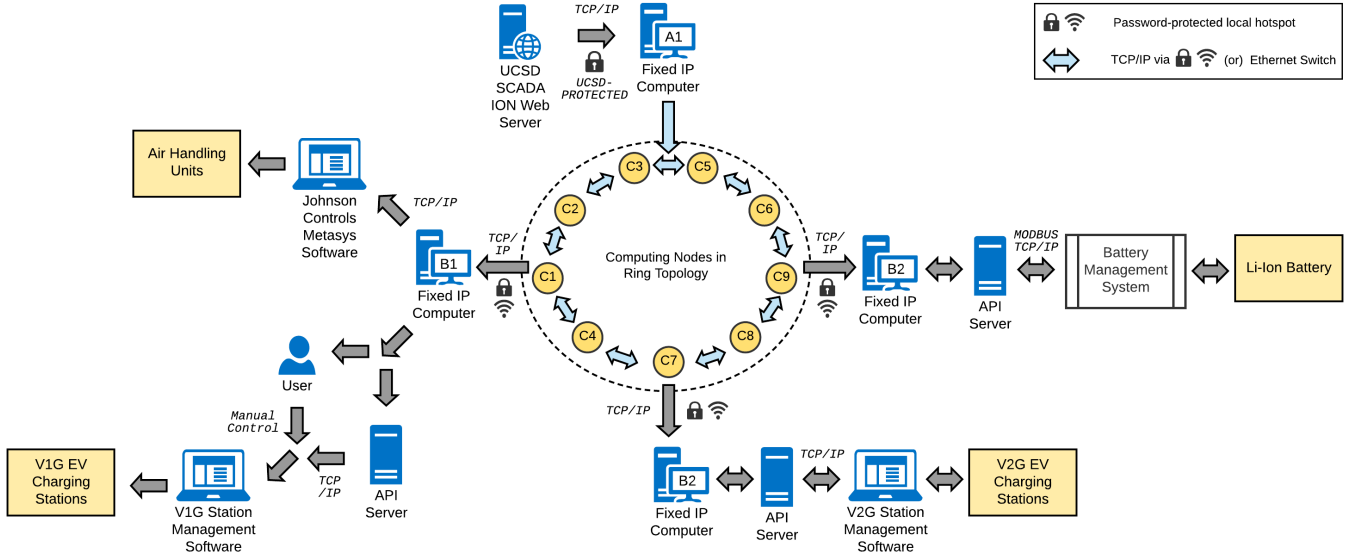 TCP/IP
A1
UCSD
SCADA
ION Web
Server
UCSD-
PROTECTED
Fixed IP
Computer
Password-protected local hotspot
TCP/IP via (or) Ethernet Switch
Air Handling
Units
Johnson
Controls
Metasys
Software
TCP/IP
B1
Fixed IP
Computer
TCP/
IP
C3
C5
C2
C6
C1
C9
C4
C8
C7
Computing Nodes in
Ring Topology
TCP/
IP
B2
Fixed IP
Computer
API
Server
MODBUS
TCP/IP
Battery
Management
System
Li-Ion Battery
User
Manual
Control
TCP
/IP
API
Server
V1G EV
Charging
Stations
V1G Station
Management
Software
TCP/IP
B2
Fixed IP
Computer
API
Server
TCP/IP
V2G Station
Management
Software
V2G EV
Charging
Stations